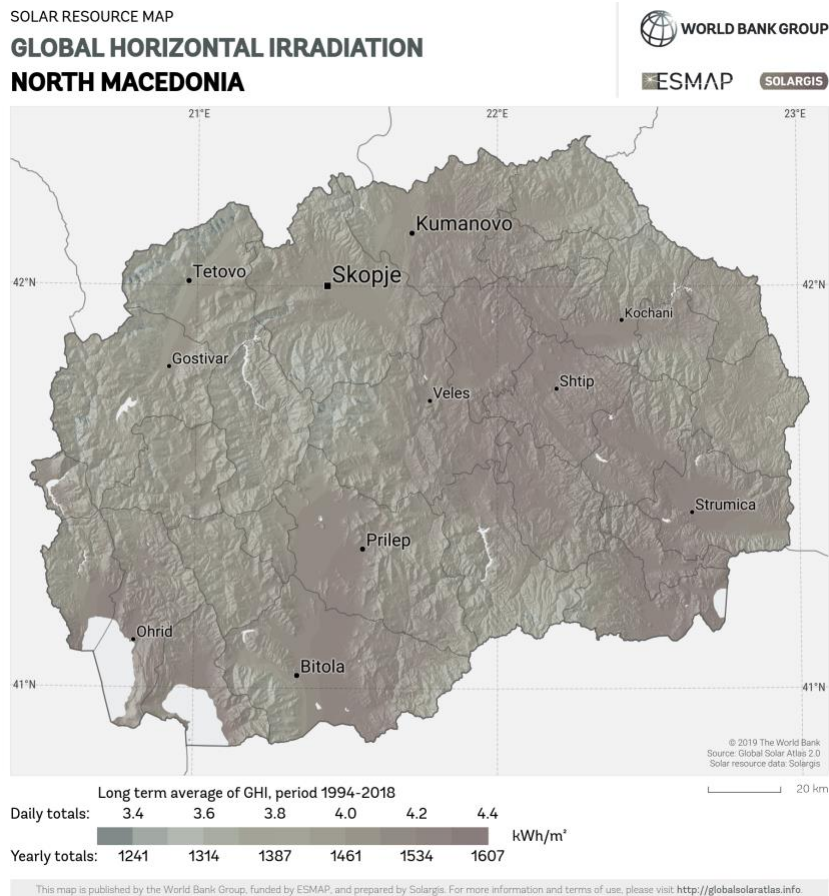 SOLAR RESOURCE MAP
GLOBAL HORIZONTAL IRRADIATION
NORTH MACEDONIA
WORLD BANK GROUP
ESMAP
SOLARGIS
21°E 22°E 23°E
Kumanovo
Tetovo
Skopje
42°N 42°N
Kochani
Gostivar
Shtip
Veles
Strumica
Prilep
Ohrid
Bitola
41°N 41°N
© 2019 The World Bank
Source: Global Solar Atlas 2.0
Solar resource data: Solargis
20 km
Long term average of GHI, period 1994-2018
Daily totals: 3.4 3.6 3.8 4.0 4.2 4.4
kWh/m²
Yearly totals: 1241 1314 1387 1461 1534 1607
This map is published by the World Bank Group, funded by ESMAP, and prepared by Solargis. For more information and terms of use, please visit http://globalsolaratlas.info.